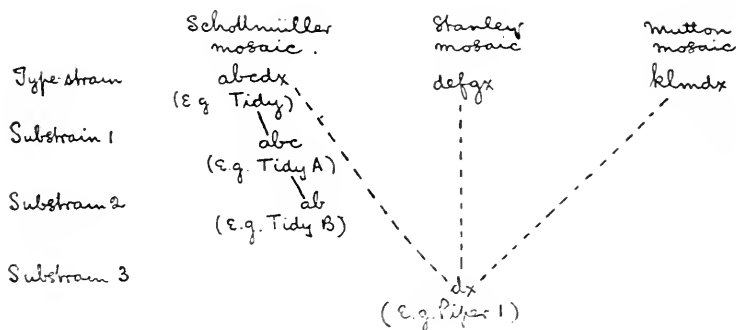 Schottmüller mosaic. Stanley mosaic Mutton mosaic
Type strain abcdx defgx klmdx
(E.g Tidy)
Substrain 1 abc
(E.g. Tidy A)
Substrain 2 ab
(E.g. Tidy B)
Substrain 3 dx
(E.g. Piper 1)